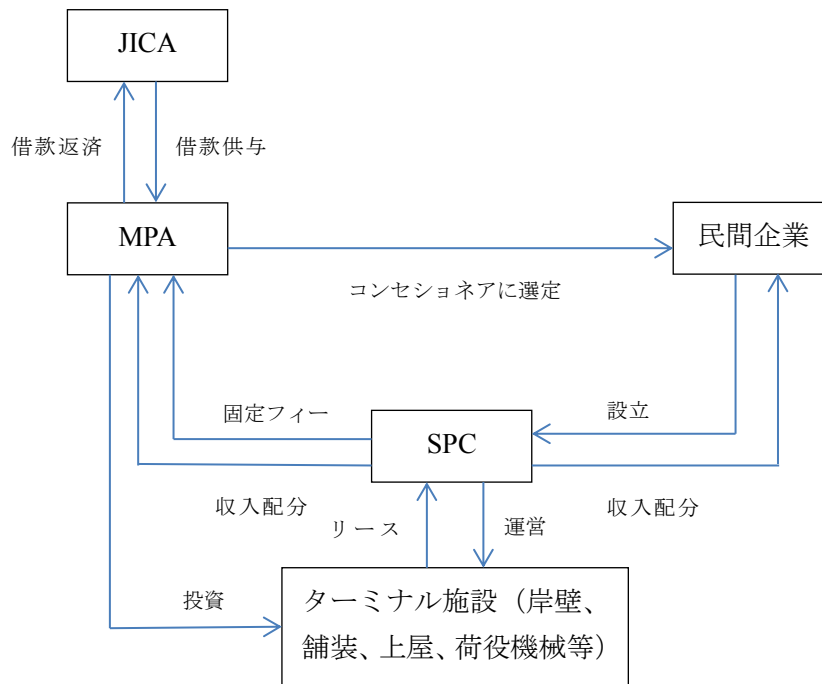 JICA
借款返済
借款供与
MPA
民間企業
コンセショネアに選定
固定フィー
設立
SPC
収入配分
収入配分
リース
運営
投資
ターミナル施設（岸壁、
舗装、上屋、荷役機械等）